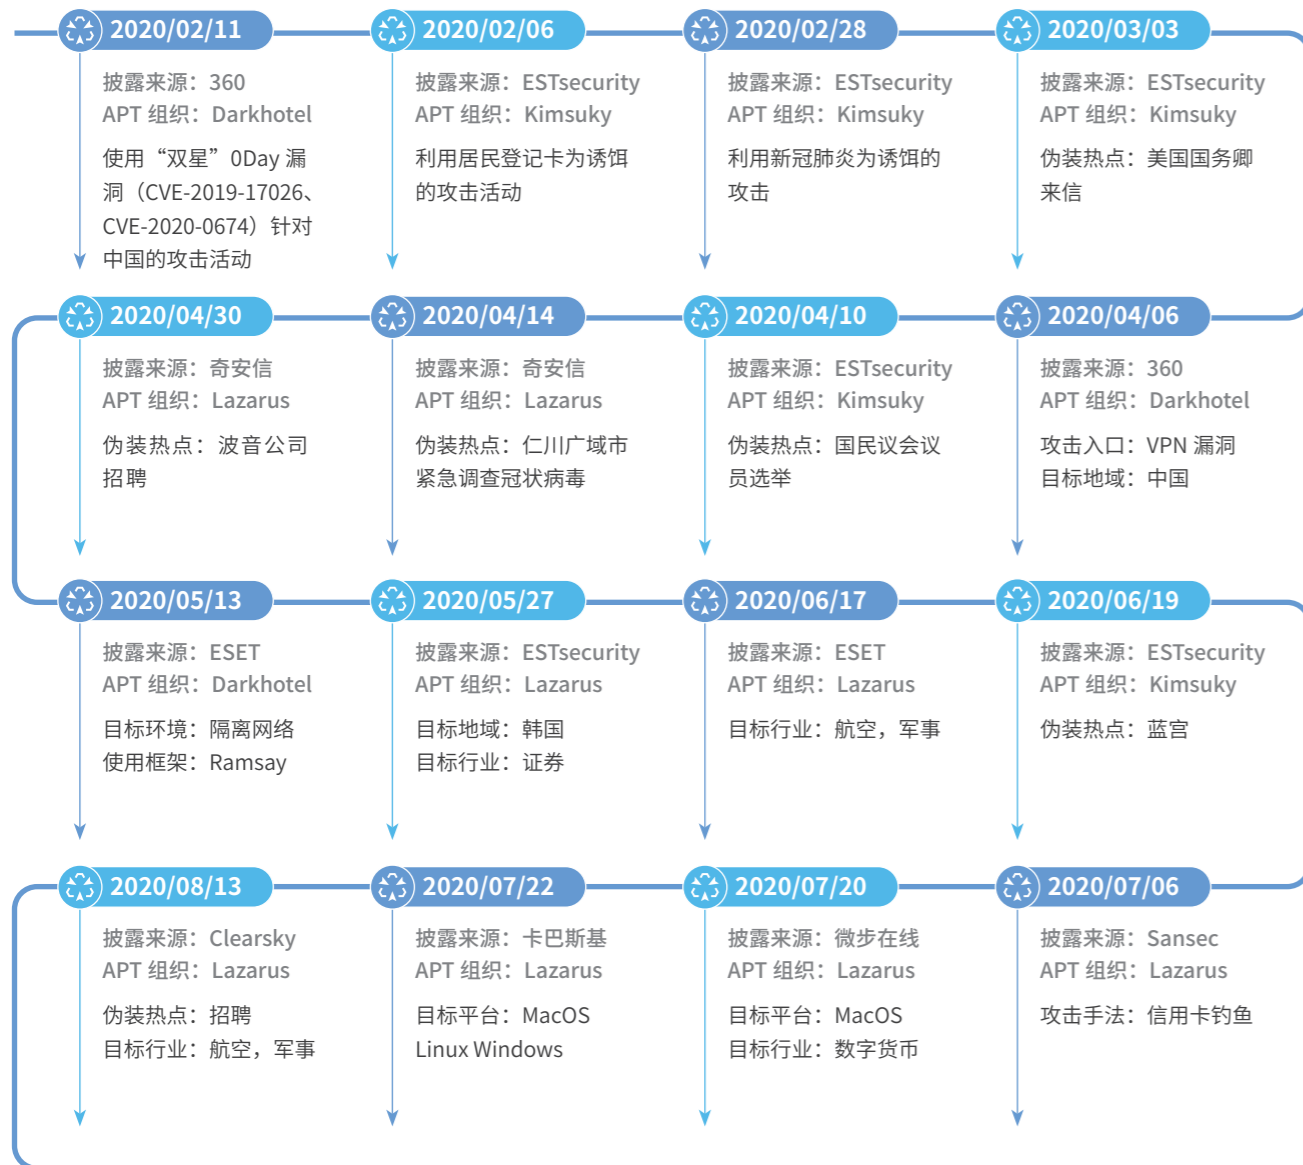 2020/02/11
披露来源：360
APT 组织：Darkhotel
使用“双星”0Day 漏
洞（CVE-2019-17026、
CVE-2020-0674）针对
中国的攻击活动
2020/02/06
披露来源：ESTsecurity
APT 组织：Kimsuky
利用居民登记卡为诱饵
的攻击活动
2020/02/28
披露来源：ESTsecurity
APT 组织：Kimsuky
利用新冠肺炎为诱饵的
攻击
2020/03/03
披露来源：ESTsecurity
APT 组织：Kimsuky
伪装热点：美国国务卿
来信
2020/04/30
披露来源：奇安信
APT 组织：Lazarus
伪装热点：波音公司
招聘
2020/04/14
披露来源：奇安信
APT 组织：Lazarus
伪装热点：仁川广域市
紧急调查冠状病毒
2020/04/10
披露来源：ESTsecurity
APT 组织：Kimsuky
伪装热点：国民议会议
员选举
2020/04/06
披露来源：360
APT 组织：Darkhotel
攻击入口：VPN 漏洞
目标地域：中国
2020/05/13
披露来源：ESET
APT 组织：Darkhotel
目标环境：隔离网络
使用框架：Ramsay
2020/05/27
披露来源：ESTsecurity
APT 组织：Lazarus
目标地域：韩国
目标行业：证券
2020/06/17
披露来源：ESET
APT 组织：Lazarus
目标行业：航空，军事
2020/06/19
披露来源：ESTsecurity
APT 组织：Kimsuky
伪装热点：蓝宫
2020/08/13
披露来源：Clearsky
APT 组织：Lazarus
伪装热点：招聘
目标行业：航空，军事
2020/07/22
披露来源：卡巴斯基
APT 组织：Lazarus
目标平台：MacOS
Linux Windows
2020/07/20
披露来源：微步在线
APT 组织：Lazarus
目标平台：MacOS
目标行业：数字货币
2020/07/06
披露来源：Sansec
APT 组织：Lazarus
攻击手法：信用卡钓鱼